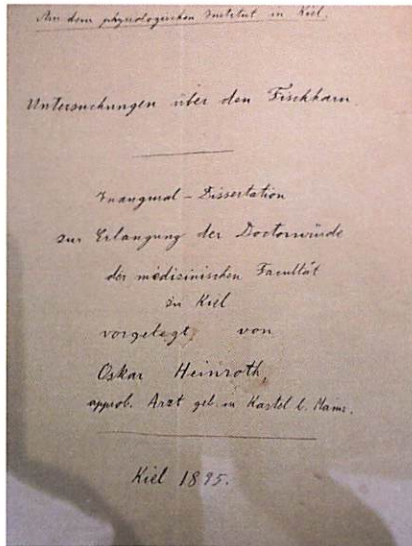 Aus dem physiologischen Institut in Kiel.
Untersuchungen über den Fischharn.
Inaugural-Dissertation
zur Erlangung der Doctorwürde
der medicinischen Facultät
zu Kiel
vorgelegt von
Oskar Heinroth,
approb. Arzt geb. in Kastel b. Mainz.
Kiel 1895.